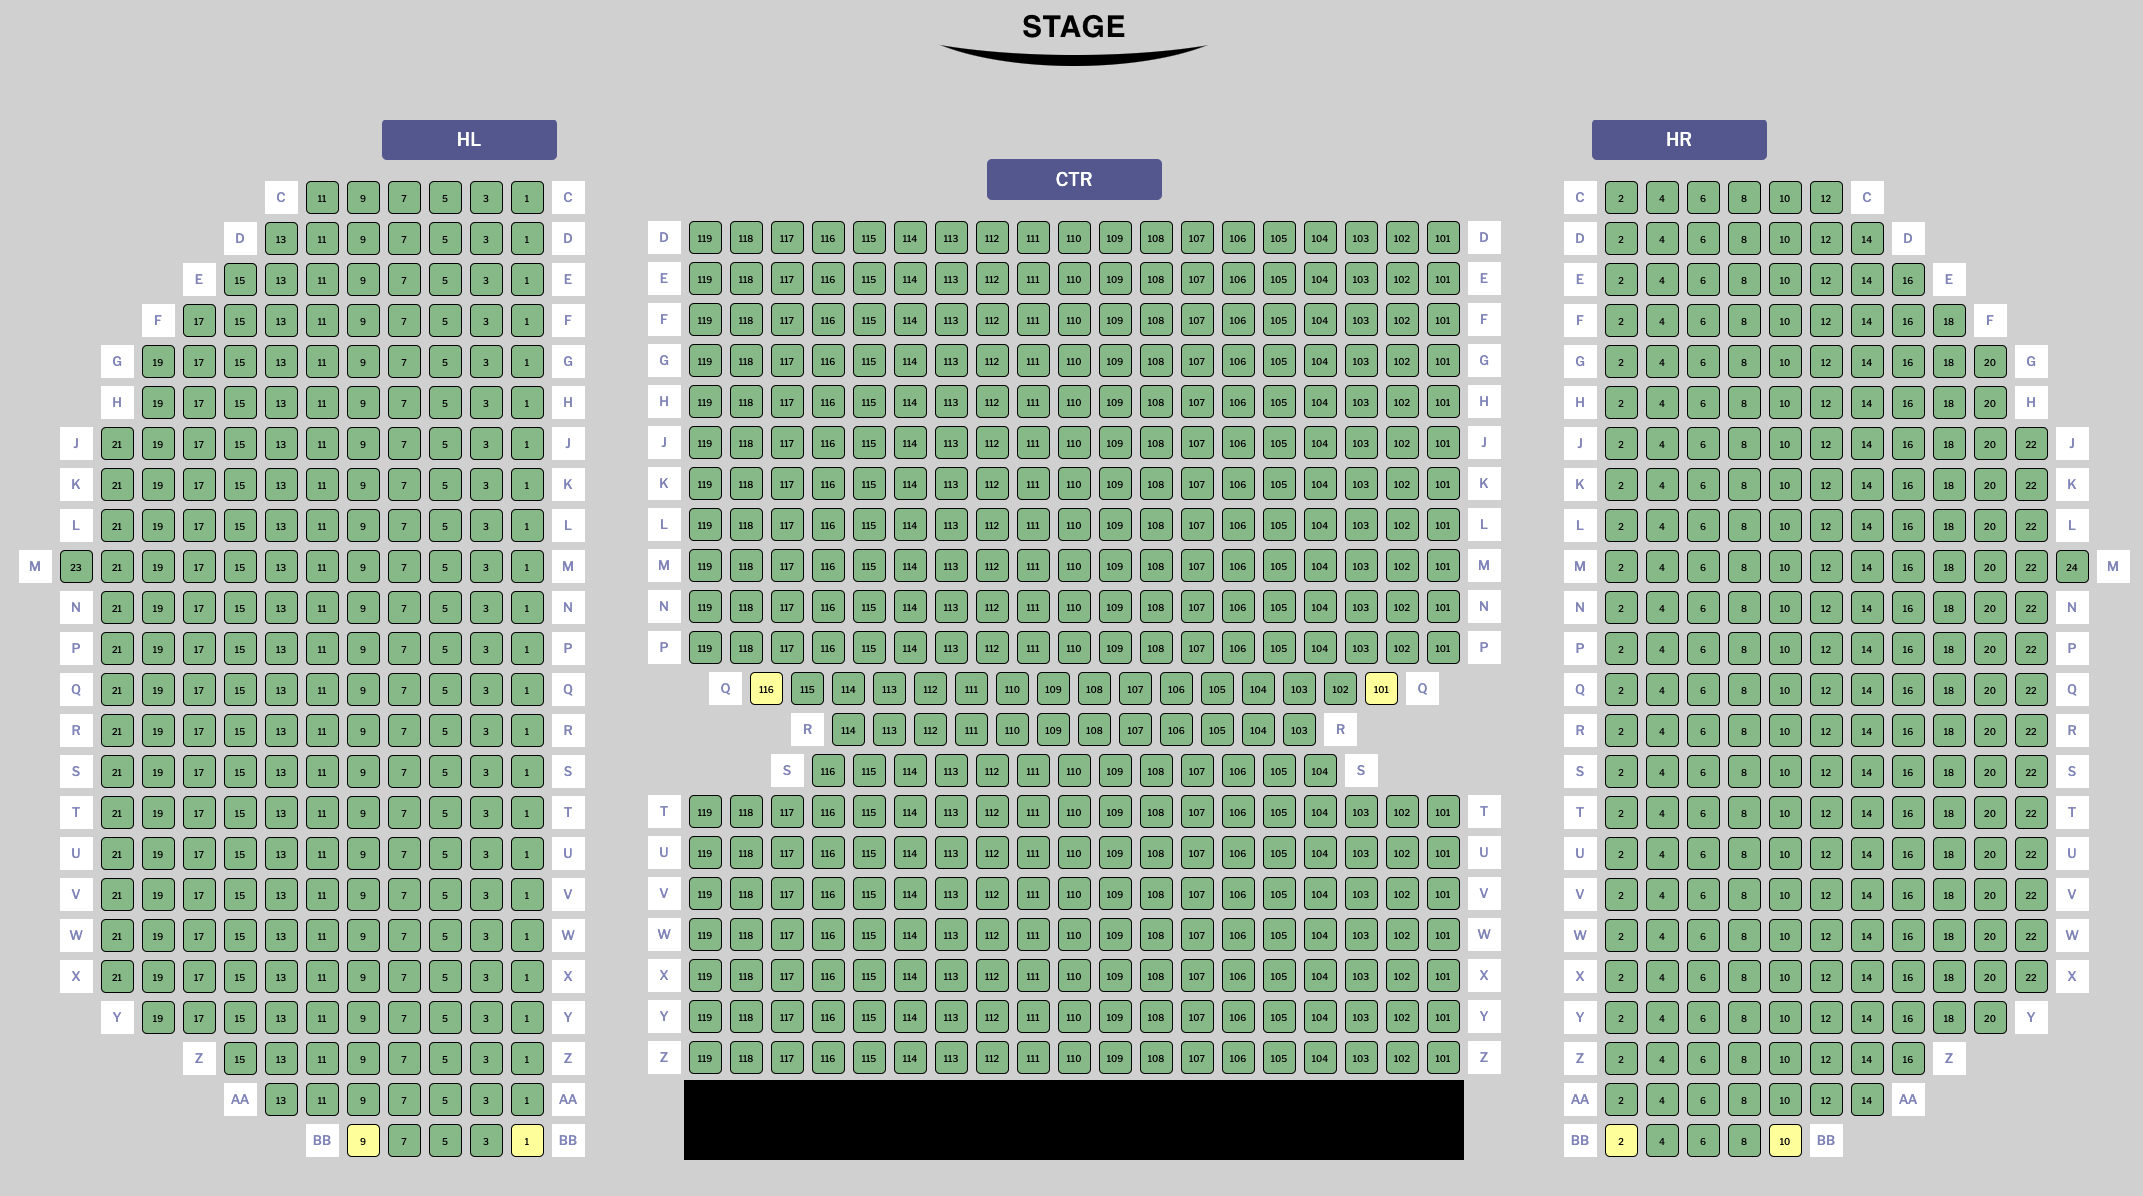 STAGE
HL
HR
CTR
C 11 9 7 5 3 1 C
C 2 4 6 8 10 12 C
D 13 11 9 7 5 3 1 D
D 119 118 117 116 115 114 113 112 111 110 109 108 107 106 105 104 103 102 101 D
D 2 4 6 8 10 12 14 D
E 15 13 11 9 7 5 3 1 E
E 119 118 117 116 115 114 113 112 111 110 109 108 107 106 105 104 103 102 101 E
E 2 4 6 8 10 12 14 16 E
F 17 15 13 11 9 7 5 3 1 F
F 119 118 117 116 115 114 113 112 111 110 109 108 107 106 105 104 103 102 101 F
F 2 4 6 8 10 12 14 16 18 F
G 19 17 15 13 11 9 7 5 3 1 G
G 119 118 117 116 115 114 113 112 111 110 109 108 107 106 105 104 103 102 101 G
G 2 4 6 8 10 12 14 16 18 20 G
H 19 17 15 13 11 9 7 5 3 1 H
H 119 118 117 116 115 114 113 112 111 110 109 108 107 106 105 104 103 102 101 H
H 2 4 6 8 10 12 14 16 18 20 H
J 21 19 17 15 13 11 9 7 5 3 1 J
J 119 118 117 116 115 114 113 112 111 110 109 108 107 106 105 104 103 102 101 J
J 2 4 6 8 10 12 14 16 18 20 22 J
K 21 19 17 15 13 11 9 7 5 3 1 K
K 119 118 117 116 115 114 113 112 111 110 109 108 107 106 105 104 103 102 101 K
K 2 4 6 8 10 12 14 16 18 20 22 K
L 21 19 17 15 13 11 9 7 5 3 1 L
L 119 118 117 116 115 114 113 112 111 110 109 108 107 106 105 104 103 102 101 L
L 2 4 6 8 10 12 14 16 18 20 22 L
M 23 21 19 17 15 13 11 9 7 5 3 1 M
M 119 118 117 116 115 114 113 112 111 110 109 108 107 106 105 104 103 102 101 M
M 2 4 6 8 10 12 14 16 18 20 22 24 M
N 21 19 17 15 13 11 9 7 5 3 1 N
N 119 118 117 116 115 114 113 112 111 110 109 108 107 106 105 104 103 102 101 N
N 2 4 6 8 10 12 14 16 18 20 22 N
P 21 19 17 15 13 11 9 7 5 3 1 P
P 119 118 117 116 115 114 113 112 111 110 109 108 107 106 105 104 103 102 101 P
P 2 4 6 8 10 12 14 16 18 20 22 P
Q 21 19 17 15 13 11 9 7 5 3 1 Q
Q 116 115 114 113 112 111 110 109 108 107 106 105 104 103 102 101 Q
Q 2 4 6 8 10 12 14 16 18 20 22 Q
R 21 19 17 15 13 11 9 7 5 3 1 R
R 114 113 112 111 110 109 108 107 106 105 104 103 R
R 2 4 6 8 10 12 14 16 18 20 22 R
S 21 19 17 15 13 11 9 7 5 3 1 S
S 116 115 114 113 112 111 110 109 108 107 106 105 104 S
S 2 4 6 8 10 12 14 16 18 20 22 S
T 21 19 17 15 13 11 9 7 5 3 1 T
T 119 118 117 116 115 114 113 112 111 110 109 108 107 106 105 104 103 102 101 T
T 2 4 6 8 10 12 14 16 18 20 22 T
U 21 19 17 15 13 11 9 7 5 3 1 U
U 119 118 117 116 115 114 113 112 111 110 109 108 107 106 105 104 103 102 101 U
U 2 4 6 8 10 12 14 16 18 20 22 U
V 21 19 17 15 13 11 9 7 5 3 1 V
V 119 118 117 116 115 114 113 112 111 110 109 108 107 106 105 104 103 102 101 V
V 2 4 6 8 10 12 14 16 18 20 22 V
W 21 19 17 15 13 11 9 7 5 3 1 W
W 119 118 117 116 115 114 113 112 111 110 109 108 107 106 105 104 103 102 101 W
W 2 4 6 8 10 12 14 16 18 20 22 W
X 21 19 17 15 13 11 9 7 5 3 1 X
X 119 118 117 116 115 114 113 112 111 110 109 108 107 106 105 104 103 102 101 X
X 2 4 6 8 10 12 14 16 18 20 22 X
Y 19 17 15 13 11 9 7 5 3 1 Y
Y 119 118 117 116 115 114 113 112 111 110 109 108 107 106 105 104 103 102 101 Y
Y 2 4 6 8 10 12 14 16 18 20 Y
Z 15 13 11 9 7 5 3 1 Z
Z 119 118 117 116 115 114 113 112 111 110 109 108 107 106 105 104 103 102 101 Z
Z 2 4 6 8 10 12 14 16 Z
AA 13 11 9 7 5 3 1 AA
AA 2 4 6 8 10 12 14 AA
BB 9 7 5 3 1 BB
BB 2 4 6 8 10 BB